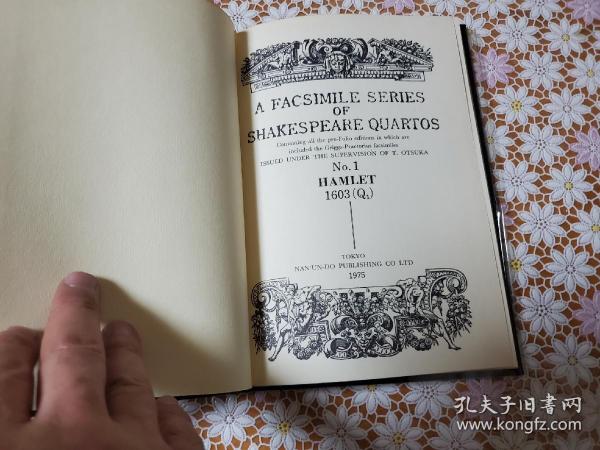 A FACSIMILE SERIES
OF
SHAKESPEARE QUARTOS
Containing all the pre-Folio editions in which are
included the Griggs-Praetorius facsimiles
ISSUED UNDER THE SUPERVISION OF T. OTSUKA
No. 1
HAMLET
1603 (Q₁)
TOKYO
NAN'UN-DO PUBLISHING CO LTD
1975
孔夫子旧书网
www.kongfz.com